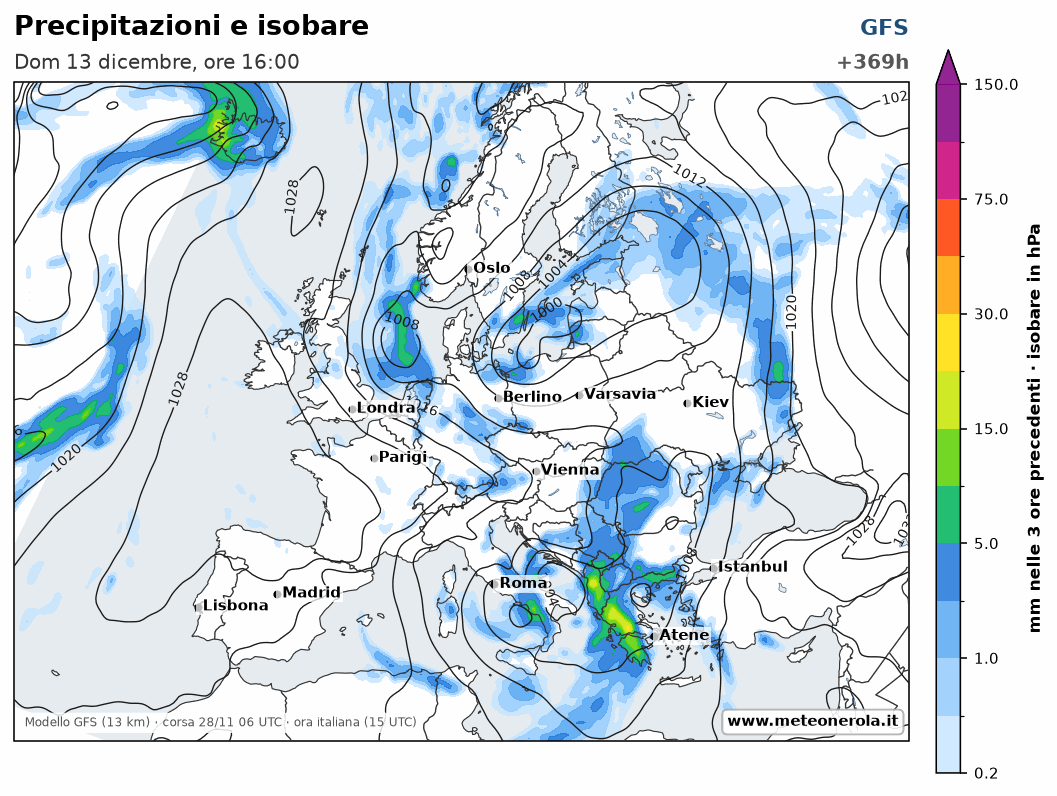 Precipitazioni e isobare
GFS
Dom 13 dicembre, ore 16:00
+369h
150.0
75.0
30.0
15.0
5.0
1.0
0.2
mm nelle 3 ore precedenti · isobare in hPa
1028
1012
1008
1004
1000
1008
1020
1028
1020
1028
1008
Oslo
Berlino
Varsavia
Kiev
Londra
Parigi
Vienna
Istanbul
Roma
Madrid
Lisbona
Atene
Modello GFS (13 km) · corsa 28/11 06 UTC · ora italiana (15 UTC)
www.meteonerola.it